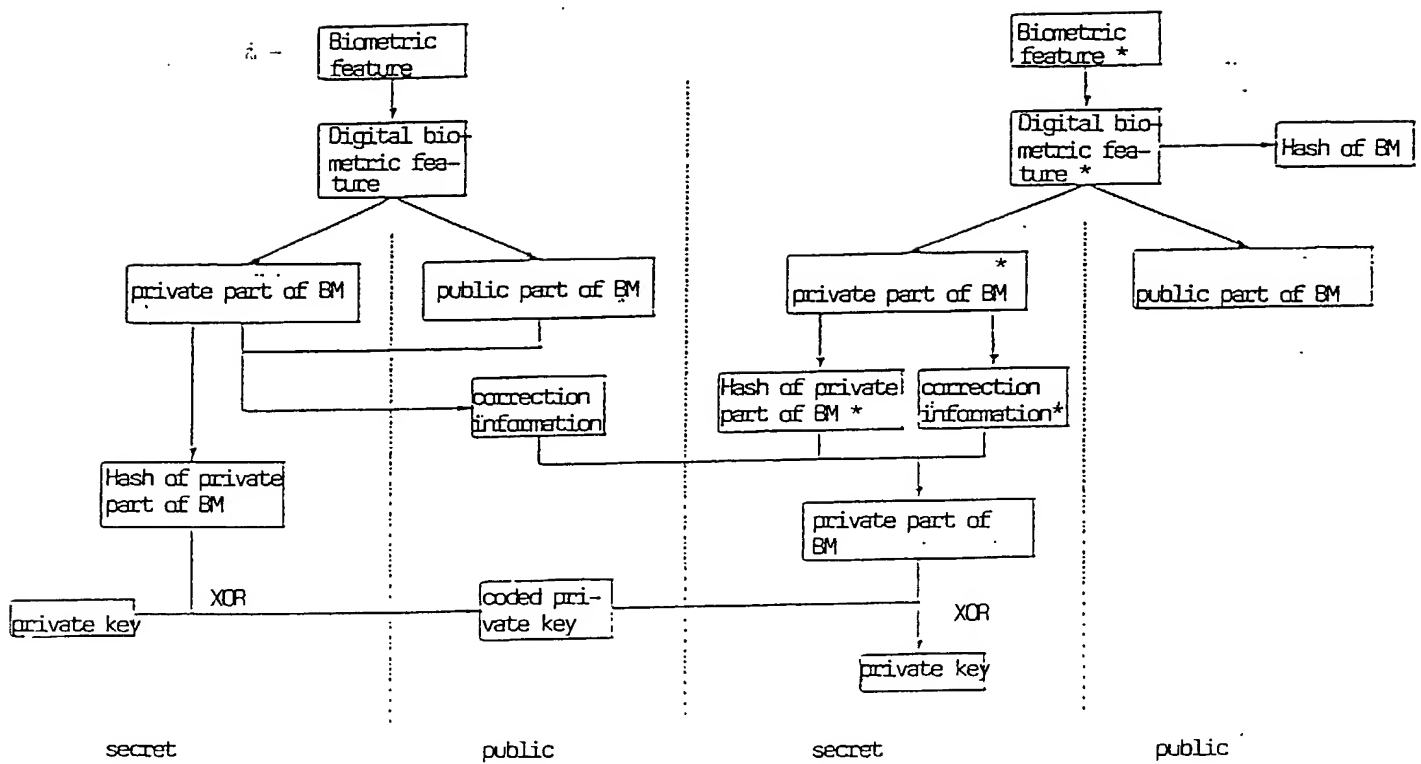 Biometric
feature
Digital bio-
metric fea-
ture
private part of BM
public part of BM
correction
information
Hash of private
part of BM
XOR
private key
coded pri-
vate key
secret
public
Biometric
feature *
Digital bio-
metric fea-
ture *
Hash of BM
*
private part of BM
public part of BM
Hash of private
part of BM *
correction
information*
private part of
BM
XOR
private key
secret
public